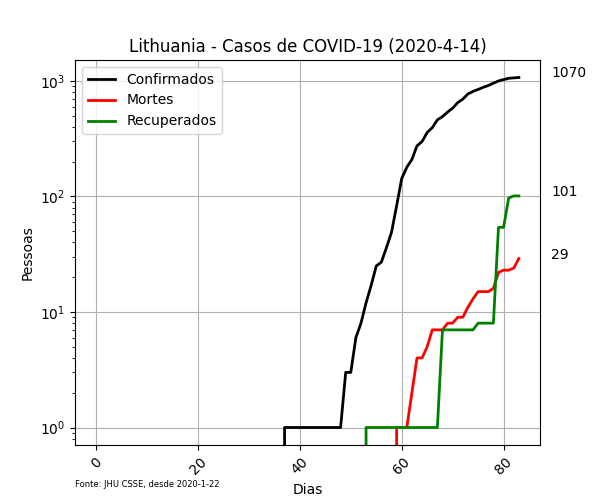 Lithuania - Casos de COVID-19 (2020-4-14)
Confirmados
Mortes
Recuperados
10³
10²
10¹
10⁰
Pessoas
1070
101
29
0
20
40
60
80
Dias
Fonte: JHU CSSE, desde 2020-1-22